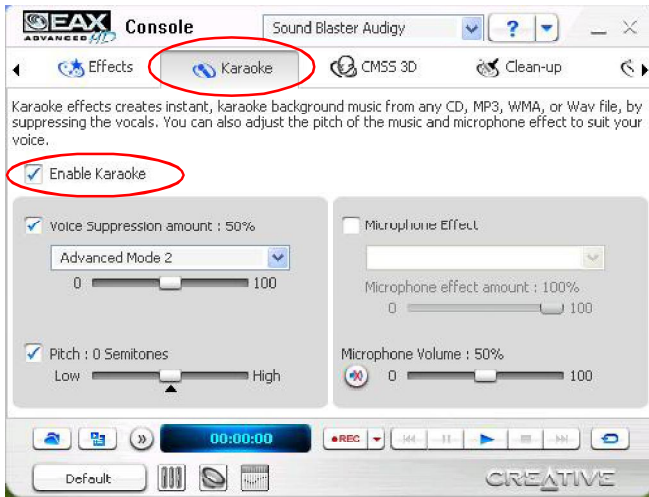 EAX Console Sound Blaster Audigy ?
ADVANCED HD
Effects Karaoke CMSS 3D Clean-up
Karaoke effects creates instant, karaoke background music from any CD, MP3, WMA, or Wav file, by
suppressing the vocals. You can also adjust the pitch of the music and microphone effect to suit your
voice.
Enable Karaoke
Voice Suppression amount : 50% Microphone Effect
Advanced Mode 2
0 100 Microphone effect amount : 100%
0 100
Pitch : 0 Semitones Microphone Volume : 50%
Low High 0 100
00:00:00 REC
Default CREATIVE